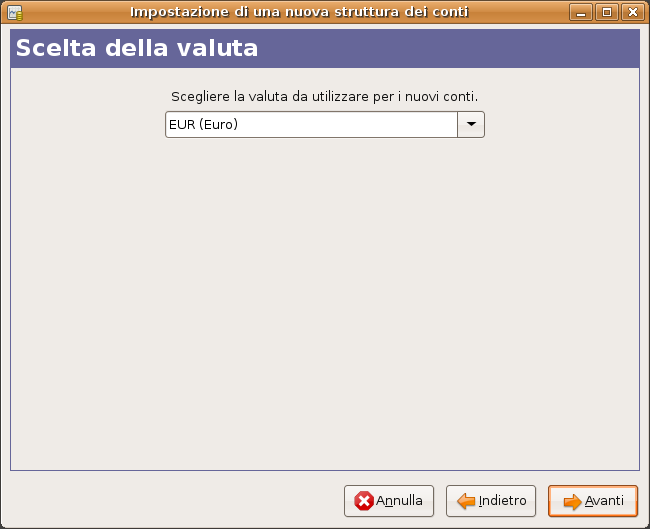 Impostazione di una nuova struttura dei conti
Scelta della valuta
Scegliere la valuta da utilizzare per i nuovi conti.
EUR (Euro)
Annulla
Indietro
Avanti